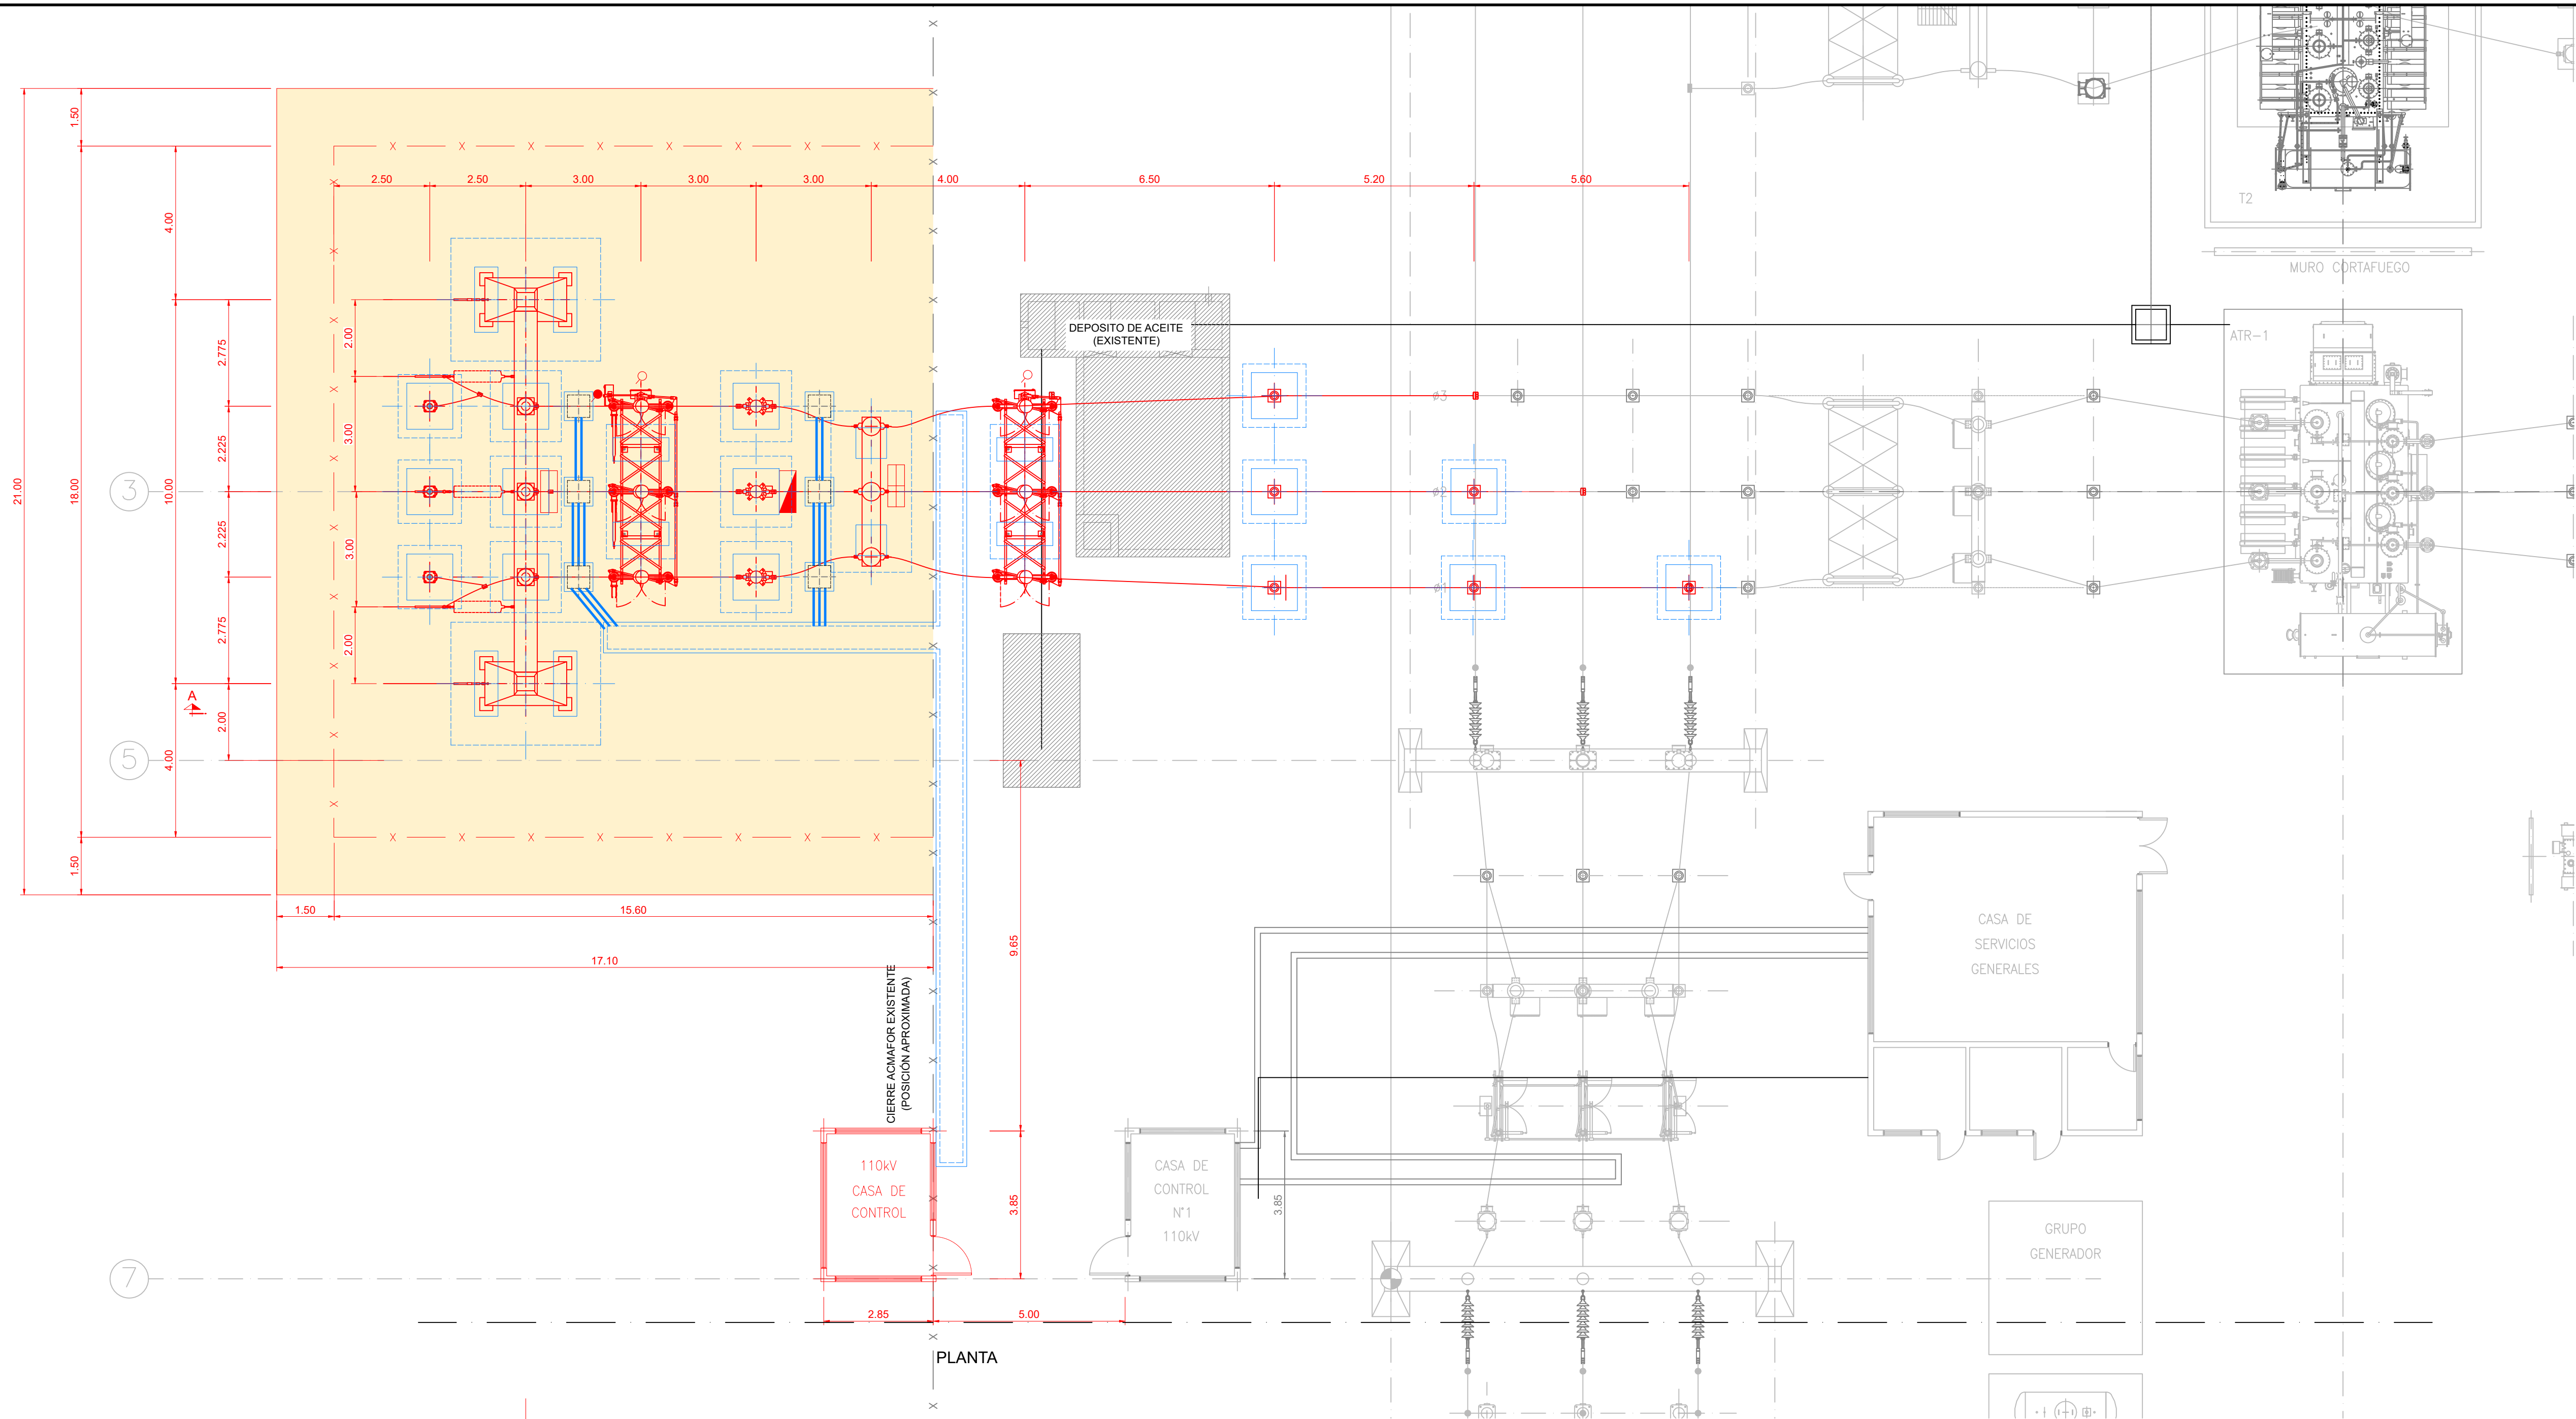 T2
MURO CORTAFUEGO
ATR-1
1.50
2.50
2.50
3.00
3.00
3.00
4.00
6.50
5.20
5.60
4.00
2.00
2.775
DEPOSITO DE ACEITE
(EXISTENTE)
ø3
3.00
2.225
3
21.00
18.00
10.00
ø2
2.225
3.00
ø1
2.775
2.00
A
2.00
5
4.00
1.50
1.50
15.60
17.10
9.65
CIERRE ACMAFOR EXISTENTE
(POSICIÓN APROXIMADA)
CASA DE
SERVICIOS
GENERALES
110kV
CASA DE
CONTROL
3.85
CASA DE
CONTROL
N°1
110kV
3.85
GRUPO
GENERADOR
7
2.85
5.00
PLANTA